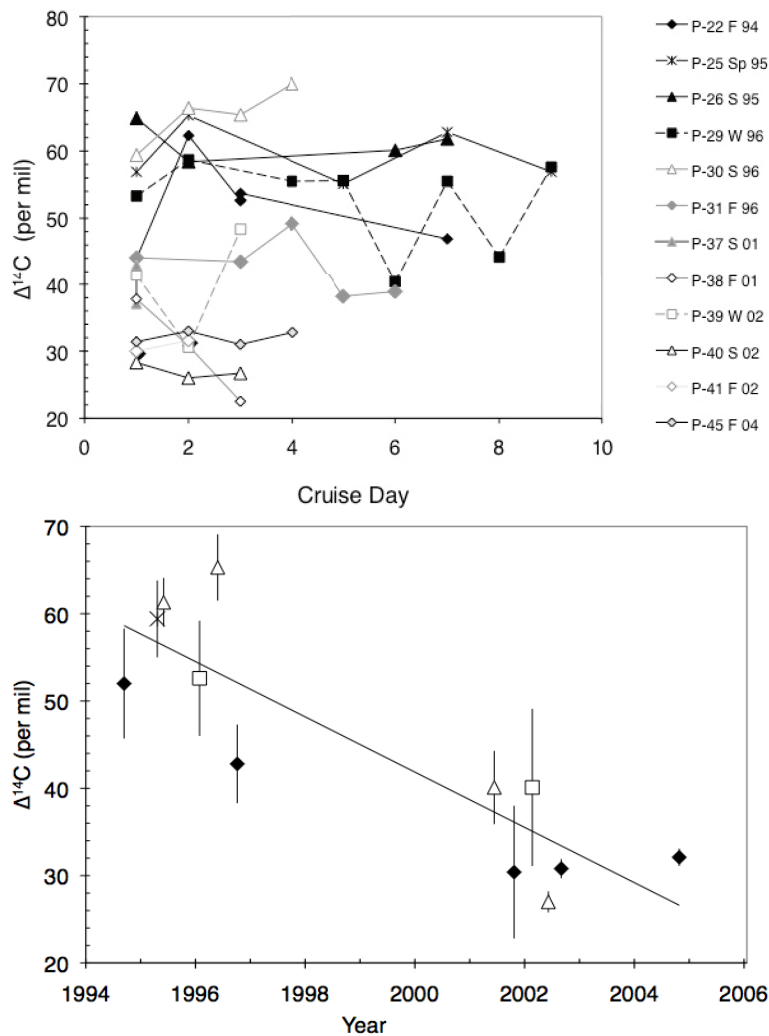 80
70
60
50
40
30
20
Δ¹⁴C (per mil)
0 2 4 6 8 10
Cruise Day
P-22 F 94
P-25 Sp 95
P-26 S 95
P-29 W 96
P-30 S 96
P-31 F 96
P-37 S 01
P-38 F 01
P-39 W 02
P-40 S 02
P-41 F 02
P-45 F 04
70
60
50
40
30
20
Δ¹⁴C (per mil)
1994 1996 1998 2000 2002 2004 2006
Year